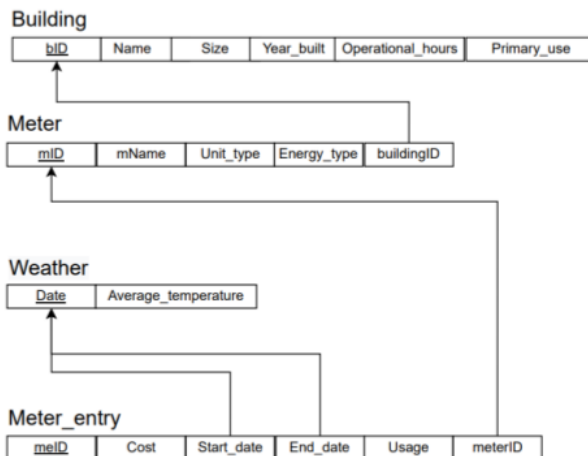 Building
bID Name Size Year_built Operational_hours Primary_use
Meter
mID mName Unit_type Energy_type buildingID
Weather
Date Average_temperature
Meter_entry
meID Cost Start_date End_date Usage meterID